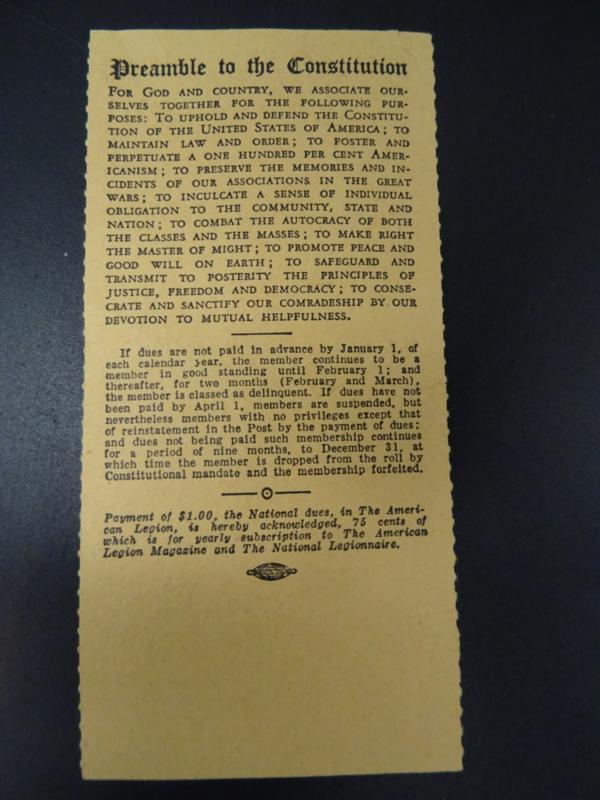 Preamble to the Constitution
FOR GOD AND COUNTRY, WE ASSOCIATE OUR-
SELVES TOGETHER FOR THE FOLLOWING PUR-
POSES: TO UPHOLD AND DEFEND THE CONSTITU-
TION OF THE UNITED STATES OF AMERICA; TO
MAINTAIN LAW AND ORDER; TO FOSTER AND
PERPETUATE A ONE HUNDRED PER CENT AMER-
ICANISM; TO PRESERVE THE MEMORIES AND IN-
CIDENTS OF OUR ASSOCIATIONS IN THE GREAT
WARS; TO INCULCATE A SENSE OF INDIVIDUAL
OBLIGATION TO THE COMMUNITY, STATE AND
NATION; TO COMBAT THE AUTOCRACY OF BOTH
THE CLASSES AND THE MASSES; TO MAKE RIGHT
THE MASTER OF MIGHT; TO PROMOTE PEACE AND
GOOD WILL ON EARTH; TO SAFEGUARD AND
TRANSMIT TO POSTERITY THE PRINCIPLES OF
JUSTICE, FREEDOM AND DEMOCRACY; TO CONSE-
CRATE AND SANCTIFY OUR COMRADESHIP BY OUR
DEVOTION TO MUTUAL HELPFULNESS.
If dues are not paid in advance by January 1, of
each calendar year, the member continues to be a
member in good standing until February 1; and
thereafter, for two months (February and March),
the member is classed as delinquent. If dues have not
been paid by April 1, members are suspended, but
nevertheless members with no privileges except that
of reinstatement in the Post by the payment of dues;
and dues not being paid such membership continues
for a period of nine months, to December 31, at
which time the member is dropped from the roll by
Constitutional mandate and the membership forfeited.
Payment of $1.00, the National dues, in The Ameri-
can Legion, is hereby acknowledged, 75 cents of
which is for yearly subscription to The American
Legion Magazine and The National Legionnaire.